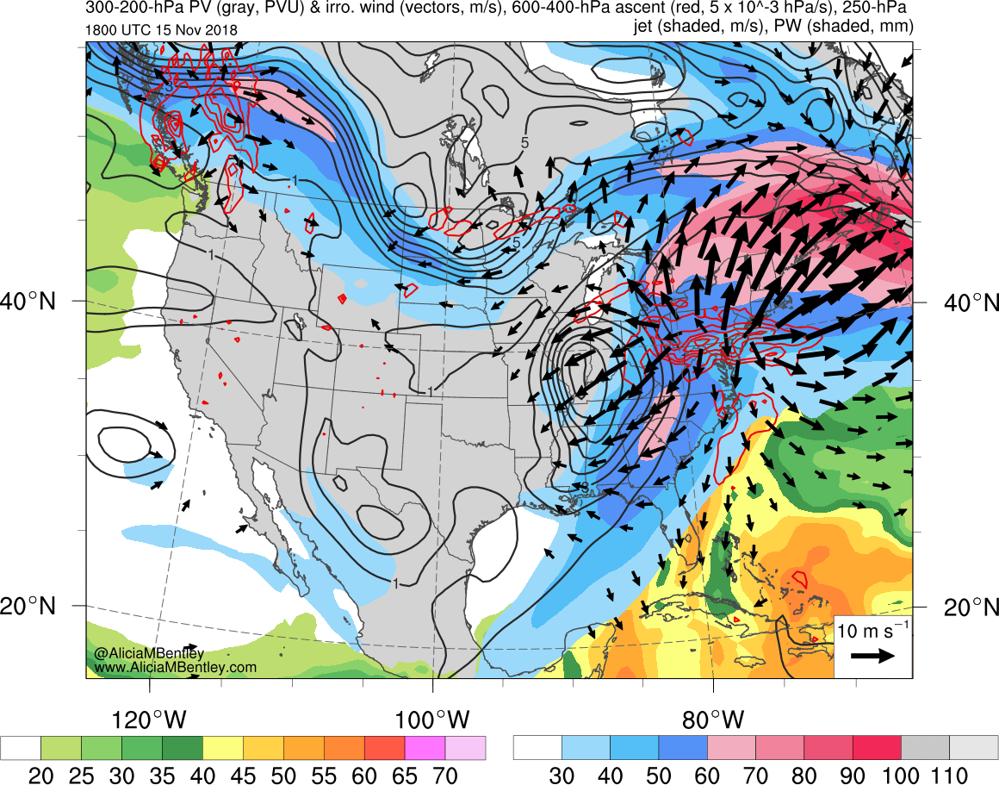 300-200-hPa PV (gray, PVU) & irro. wind (vectors, m/s), 600-400-hPa ascent (red, 5 x 10^-3 hPa/s), 250-hPa
1800 UTC 15 Nov 2018 jet (shaded, m/s), PW (shaded, mm)
3
5
1
5
1
40°N 40°N
1
3
1
20°N 20°N
10 m s⁻¹
@AliciaMBentley
www.AliciaMBentley.com
120°W 100°W 80°W
20 25 30 35 40 45 50 55 60 65 70 30 40 50 60 70 80 90 100 110